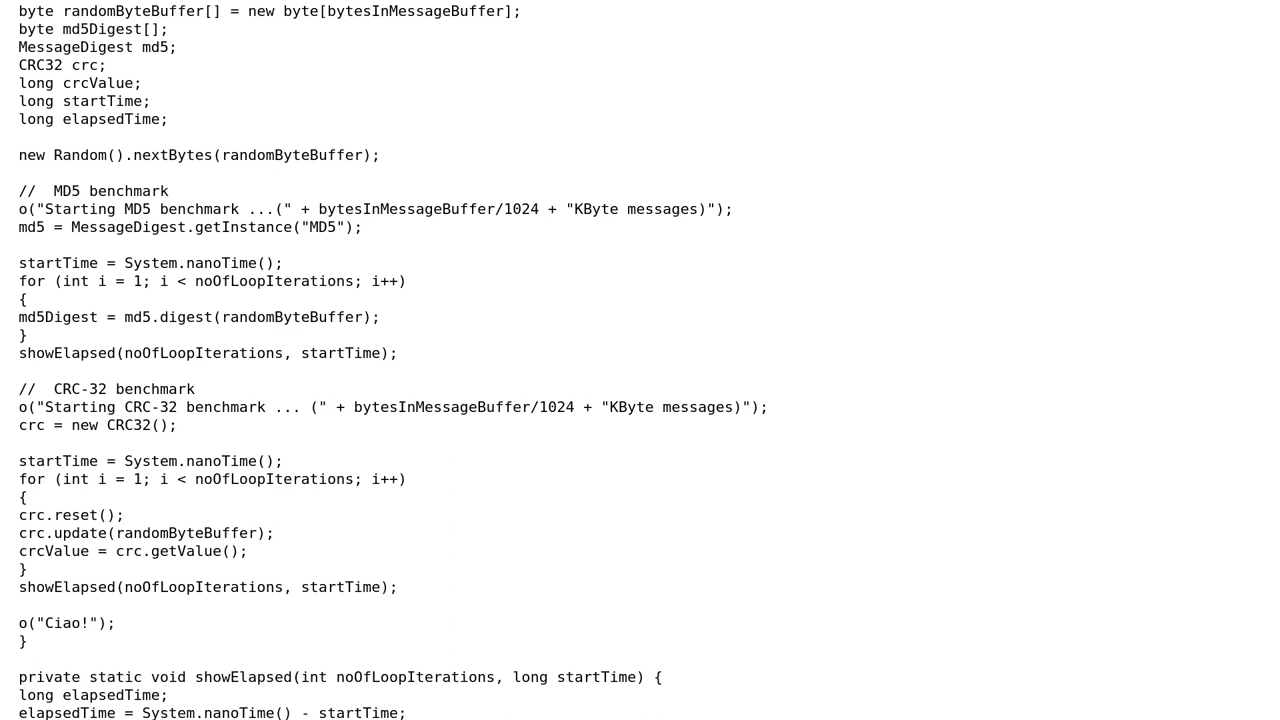 byte randomByteBuffer[] = new byte[bytesInMessageBuffer];
byte md5Digest[];
MessageDigest md5;
CRC32 crc;
long crcValue;
long startTime;
long elapsedTime;
new Random().nextBytes(randomByteBuffer);
//  MD5 benchmark
o("Starting MD5 benchmark ...(" + bytesInMessageBuffer/1024 + "KByte messages)");
md5 = MessageDigest.getInstance("MD5");
startTime = System.nanoTime();
for (int i = 1; i < noOfLoopIterations; i++)
{
md5Digest = md5.digest(randomByteBuffer);
}
showElapsed(noOfLoopIterations, startTime);
//  CRC-32 benchmark
o("Starting CRC-32 benchmark ... (" + bytesInMessageBuffer/1024 + "KByte messages)");
crc = new CRC32();
startTime = System.nanoTime();
for (int i = 1; i < noOfLoopIterations; i++)
{
crc.reset();
crc.update(randomByteBuffer);
crcValue = crc.getValue();
}
showElapsed(noOfLoopIterations, startTime);
o("Ciao!");
}
private static void showElapsed(int noOfLoopIterations, long startTime) {
long elapsedTime;
elapsedTime = System.nanoTime() - startTime;